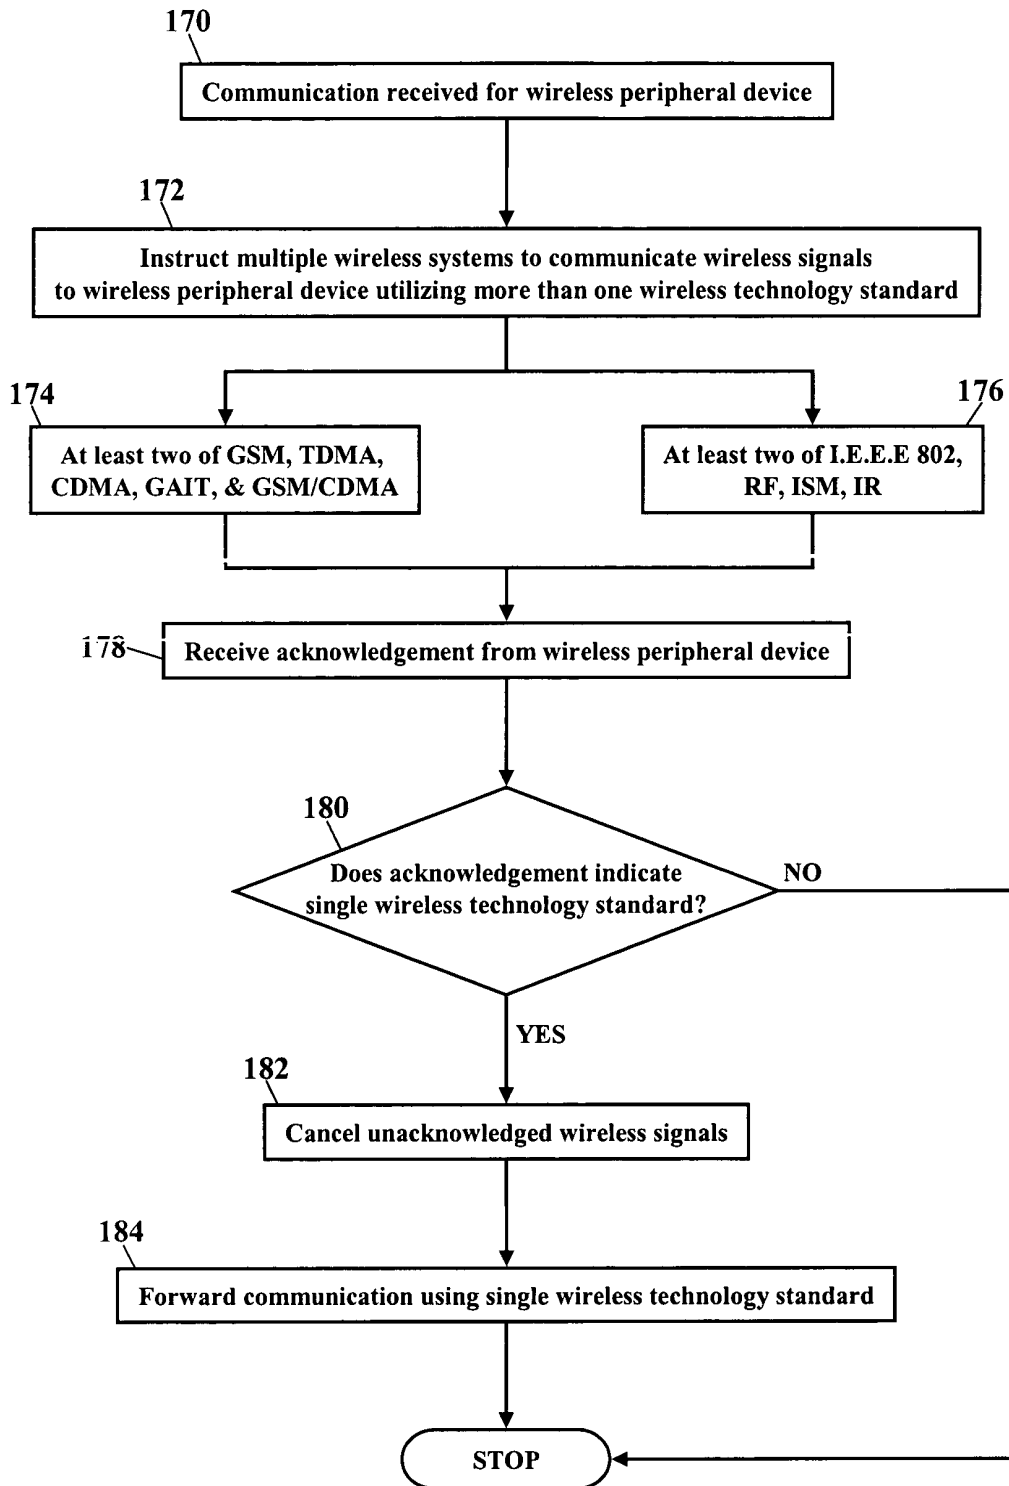 170
Communication received for wireless peripheral device
172
Instruct multiple wireless systems to communicate wireless signals
to wireless peripheral device utilizing more than one wireless technology standard
174
At least two of GSM, TDMA,
CDMA, GAIT, & GSM/CDMA
176
At least two of I.E.E.E 802,
RF, ISM, IR
178
Receive acknowledgement from wireless peripheral device
180
Does acknowledgement indicate
single wireless technology standard?
NO
YES
182
Cancel unacknowledged wireless signals
184
Forward communication using single wireless technology standard
STOP